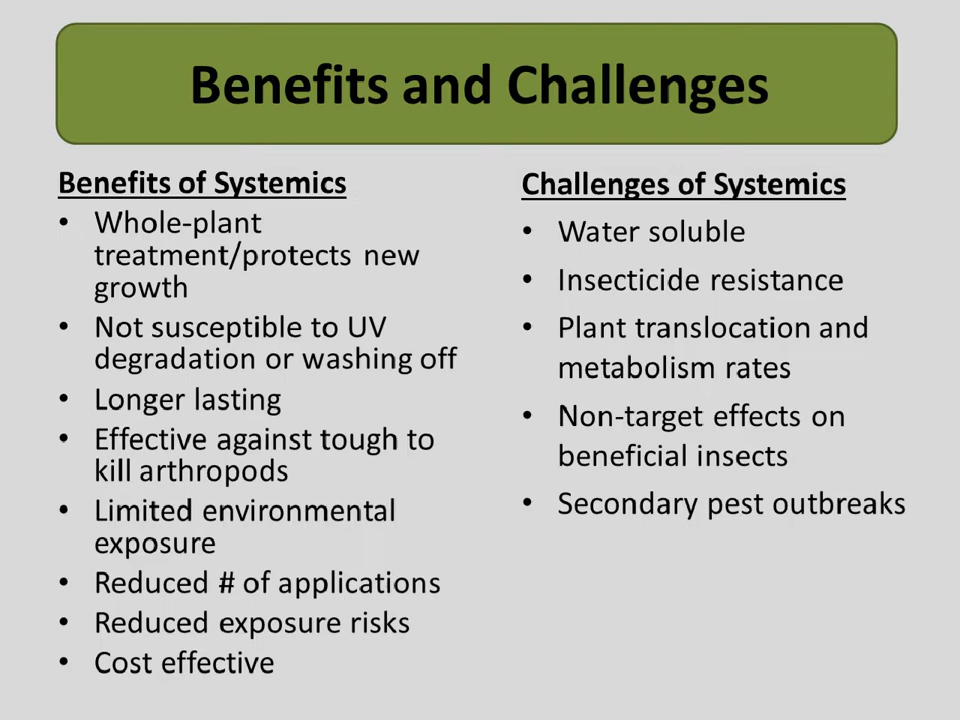 Benefits and Challenges
Benefits of Systemics
• Whole-plant
treatment/protects new
growth
• Not susceptible to UV
degradation or washing off
• Longer lasting
• Effective against tough to
kill arthropods
• Limited environmental
exposure
• Reduced # of applications
• Reduced exposure risks
• Cost effective
Challenges of Systemics
• Water soluble
• Insecticide resistance
• Plant translocation and
metabolism rates
• Non-target effects on
beneficial insects
• Secondary pest outbreaks